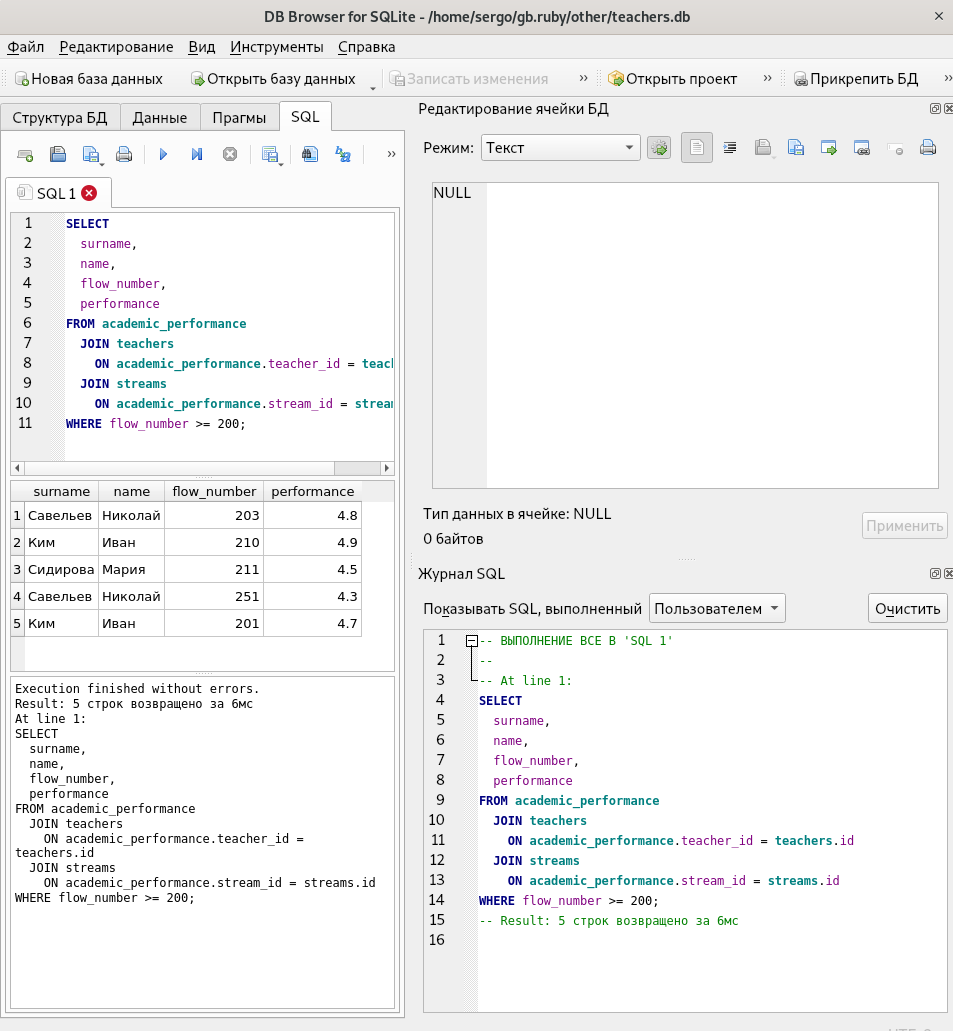 DB Browser for SQLite - /home/sergo/gb.ruby/other/teachers.db
Файл Редактирование Вид Инструменты Справка
Новая база данных Открыть базу данных Записать изменения » Открыть проект » Прикрепить БД »
Структура БД Данные Прагмы SQL
»
SQL 1
1 SELECT
2 surname,
3 name,
4 flow_number,
5 performance
6 FROM academic_performance
7 JOIN teachers
8 ON academic_performance.teacher_id = teach
9 JOIN streams
10 ON academic_performance.stream_id = stream
11 WHERE flow_number >= 200;
surname name flow_number performance
1 Савельев Николай 203 4.8
2 Ким Иван 210 4.9
3 Сидирова Мария 211 4.5
4 Савельев Николай 251 4.3
5 Ким Иван 201 4.7
Execution finished without errors.
Result: 5 строк возвращено за 6мс
At line 1:
SELECT
surname,
name,
flow_number,
performance
FROM academic_performance
JOIN teachers
ON academic_performance.teacher_id =
teachers.id
JOIN streams
ON academic_performance.stream_id = streams.id
WHERE flow_number >= 200;
Редактирование ячейки БД
Режим: Текст
NULL
Тип данных в ячейке: NULL
0 байтов
Применить
Журнал SQL
Показывать SQL, выполненный Пользователем Очистить
1 -- ВЫПОЛНЕНИЕ ВСЕ В 'SQL 1'
2 --
3 -- At line 1:
4 SELECT
5 surname,
6 name,
7 flow_number,
8 performance
9 FROM academic_performance
10 JOIN teachers
11 ON academic_performance.teacher_id = teachers.id
12 JOIN streams
13 ON academic_performance.stream_id = streams.id
14 WHERE flow_number >= 200;
15 -- Result: 5 строк возвращено за 6мс
16